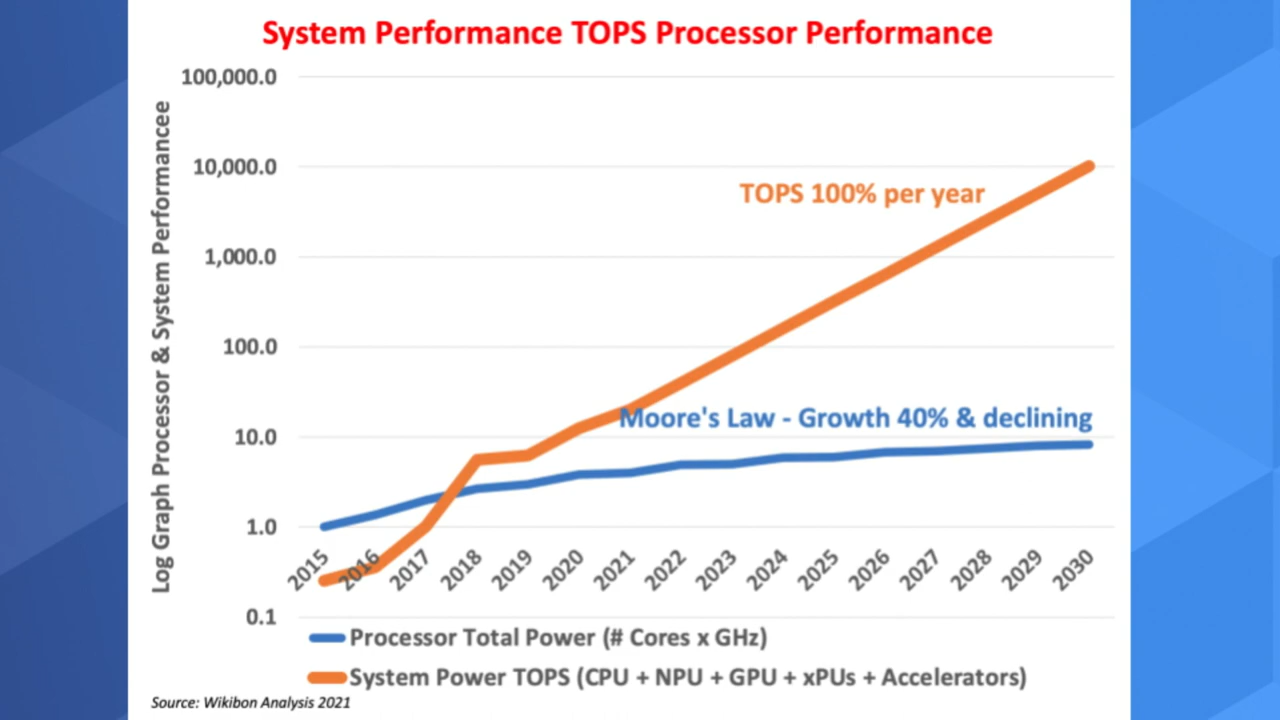 System Performance TOPS Processor Performance
Log Graph Processor & System Performancee
100,000.0
10,000.0
1,000.0
100.0
10.0
1.0
0.1
TOPS 100% per year
Moore's Law - Growth 40% & declining
2015 2016 2017 2018 2019 2020 2021 2022 2023 2024 2025 2026 2027 2028 2029 2030
Processor Total Power (# Cores x GHz)
System Power TOPS (CPU + NPU + GPU + xPUs + Accelerators)
Source: Wikibon Analysis 2021